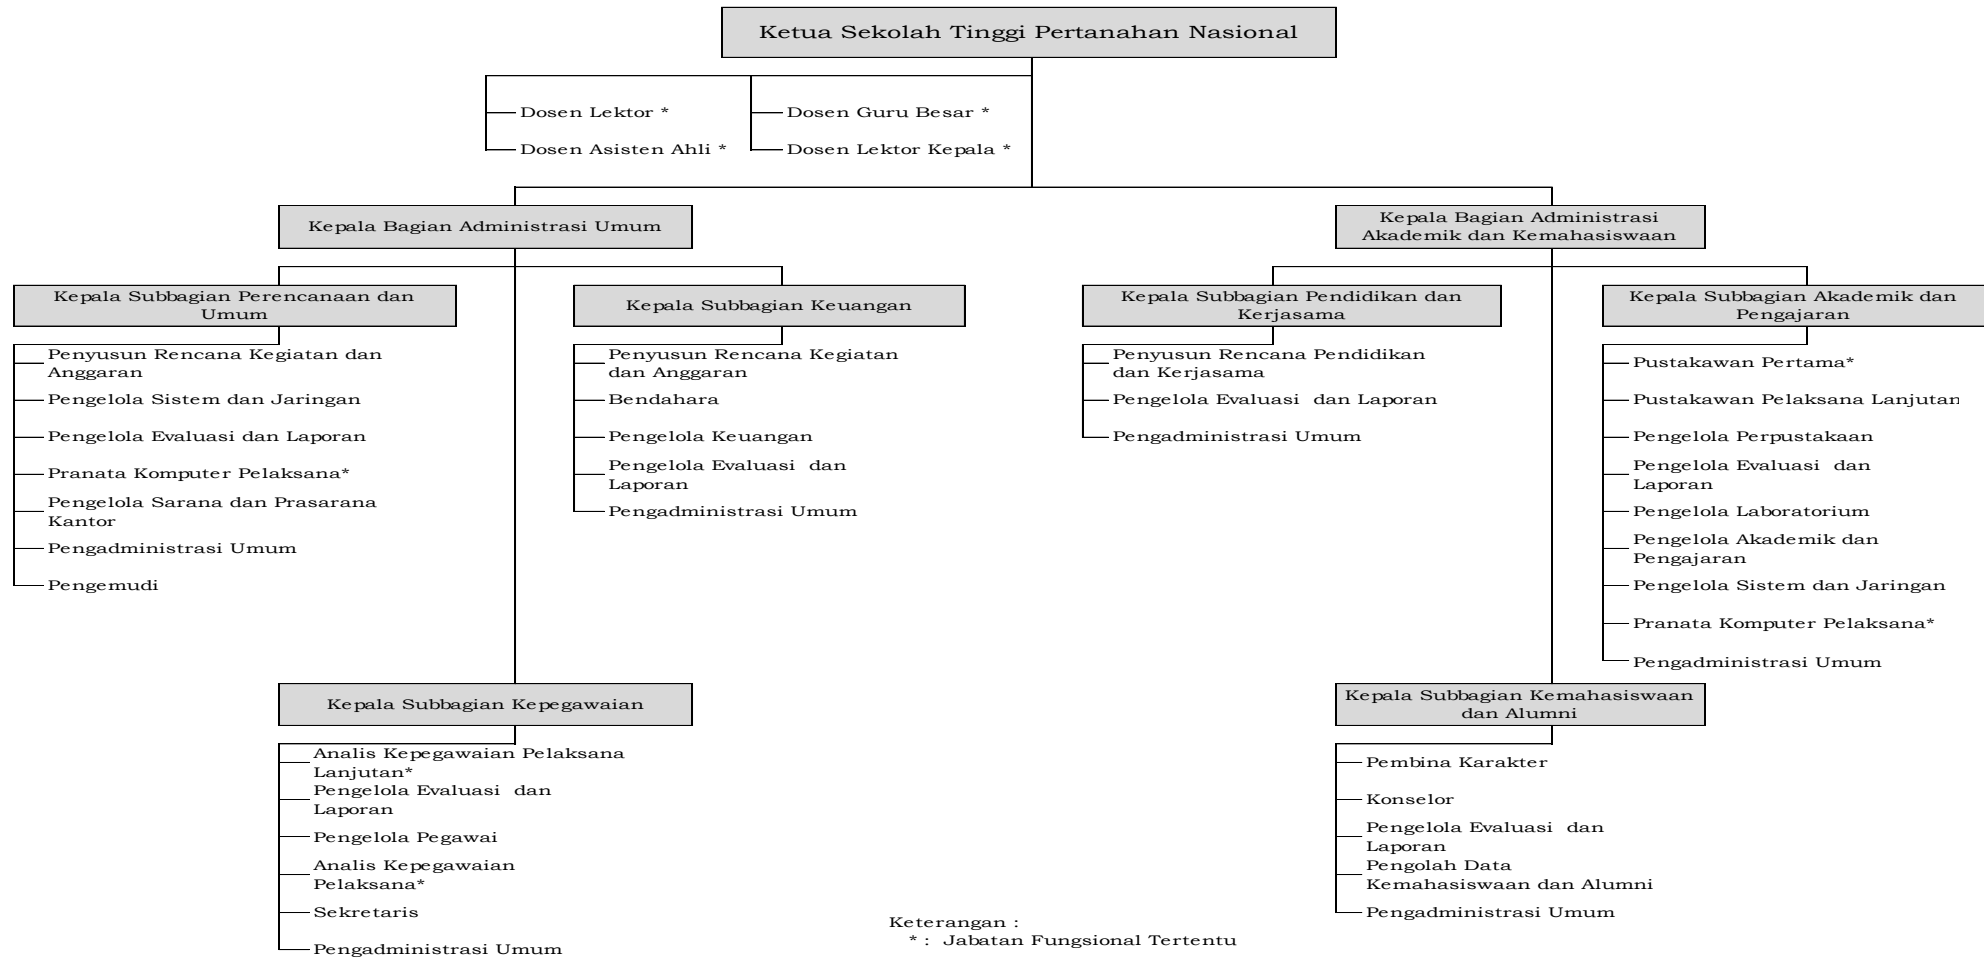 Ketua Sekolah Tinggi Pertanahan Nasional
Dosen Lektor *
Dosen Asisten Ahli *
Dosen Guru Besar *
Dosen Lektor Kepala *
Kepala Bagian Administrasi Umum
Kepala Subbagian Perencanaan dan
Umum
Penyusun Rencana Kegiatan dan
Anggaran
Pengelola Sistem dan Jaringan
Pengelola Evaluasi dan Laporan
Pranata Komputer Pelaksana*
Pengelola Sarana dan Prasarana
Kantor
Pengadministrasi Umum
Pengemudi
Kepala Subbagian Keuangan
Penyusun Rencana Kegiatan
dan Anggaran
Bendahara
Pengelola Keuangan
Pengelola Evaluasi  dan
Laporan
Pengadministrasi Umum
Kepala Subbagian Kepegawaian
Analis Kepegawaian Pelaksana
Lanjutan*
Pengelola Evaluasi  dan
Laporan
Pengelola Pegawai
Analis Kepegawaian
Pelaksana*
Sekretaris
Pengadministrasi Umum
Kepala Bagian Administrasi
Akademik dan Kemahasiswaan
Kepala Subbagian Pendidikan dan
Kerjasama
Penyusun Rencana Pendidikan
dan Kerjasama
Pengelola Evaluasi  dan Laporan
Pengadministrasi Umum
Kepala Subbagian Akademik dan
Pengajaran
Pustakawan Pertama*
Pustakawan Pelaksana Lanjutan
Pengelola Perpustakaan
Pengelola Evaluasi  dan
Laporan
Pengelola Laboratorium
Pengelola Akademik dan
Pengajaran
Pengelola Sistem dan Jaringan
Pranata Komputer Pelaksana*
Pengadministrasi Umum
Kepala Subbagian Kemahasiswaan
dan Alumni
Pembina Karakter
Konselor
Pengelola Evaluasi  dan
Laporan
Pengolah Data
Kemahasiswaan dan Alumni
Pengadministrasi Umum
Keterangan :
* :  Jabatan Fungsional Tertentu